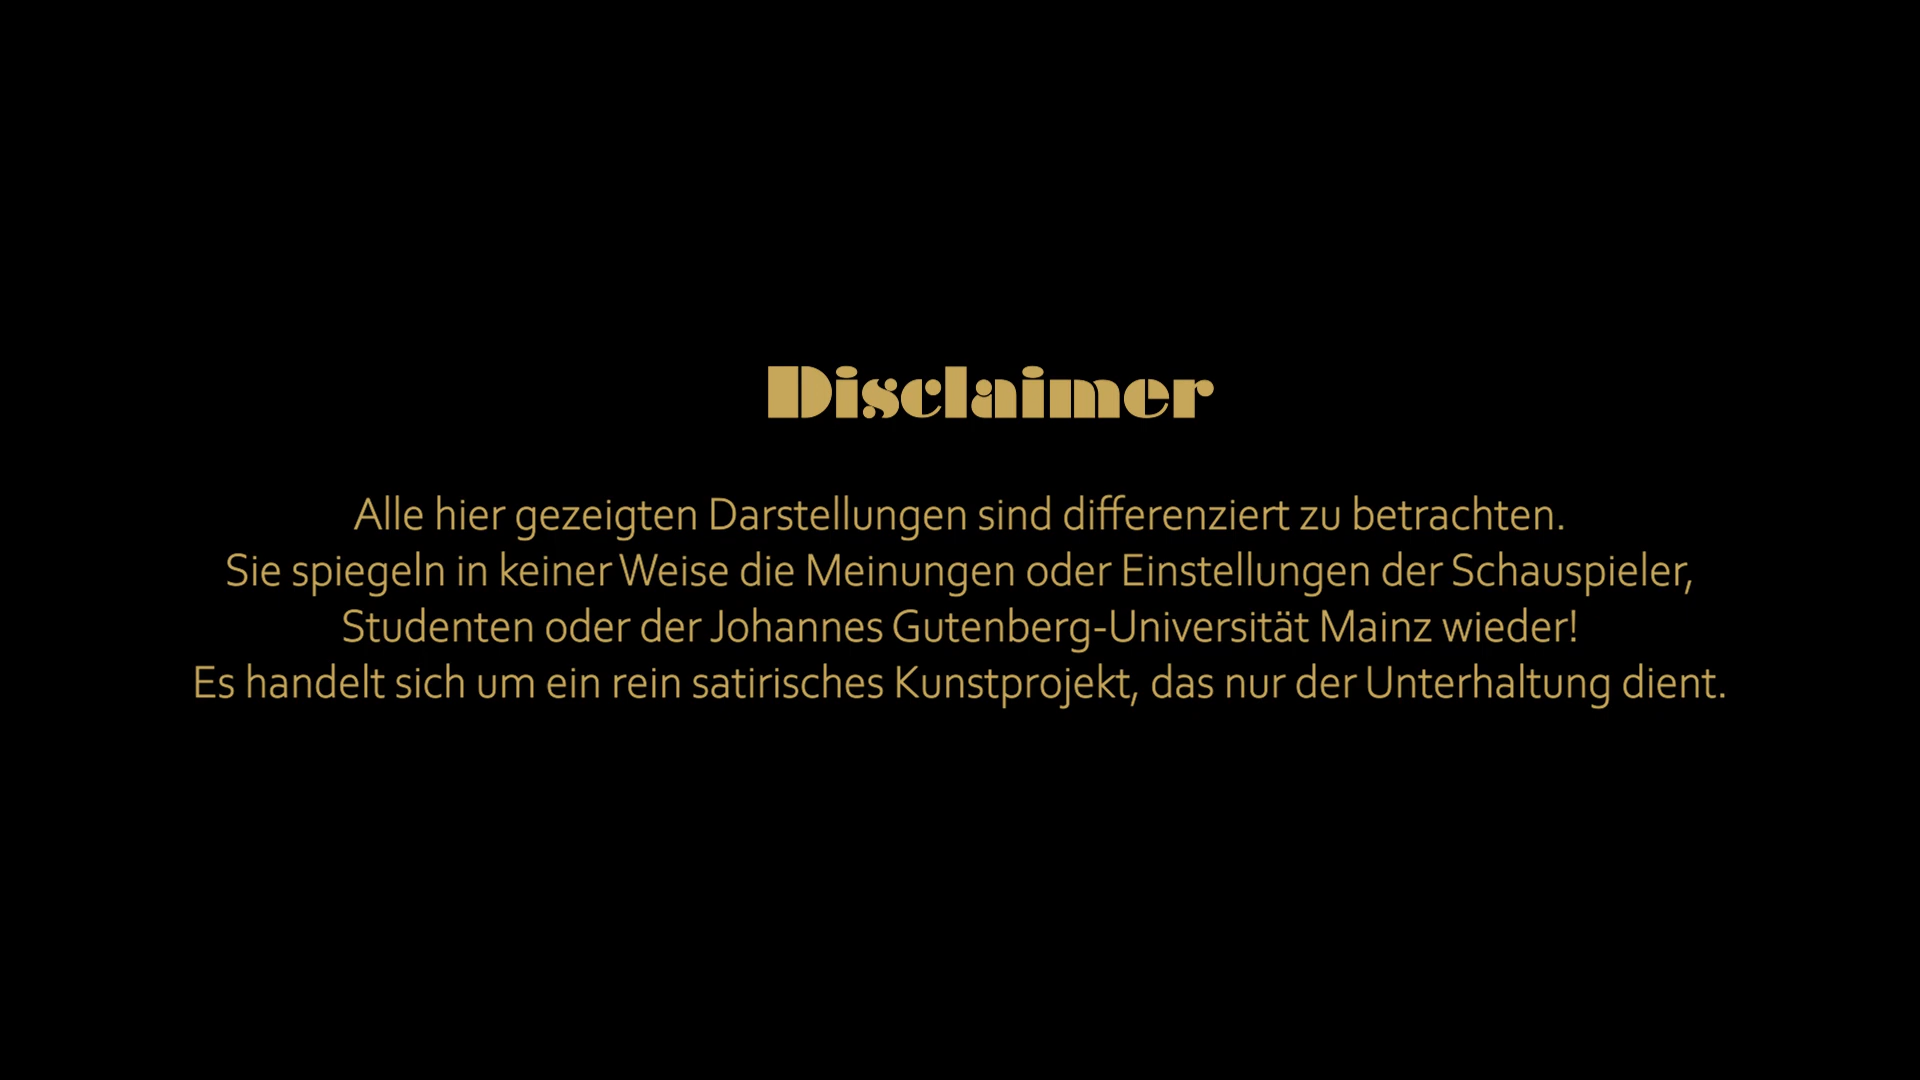 Disclaimer
Alle hier gezeigten Darstellungen sind differenziert zu betrachten.
Sie spiegeln in keiner Weise die Meinungen oder Einstellungen der Schauspieler,
Studenten oder der Johannes Gutenberg-Universität Mainz wieder!
Es handelt sich um ein rein satirisches Kunstprojekt, das nur der Unterhaltung dient.